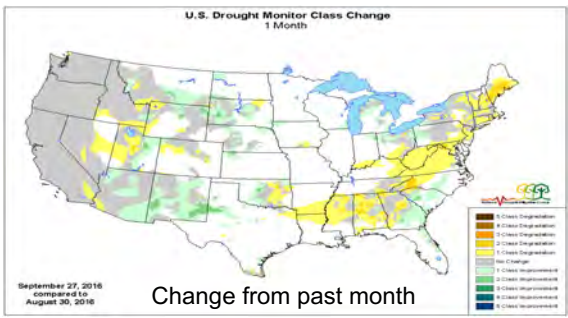 U.S. Drought Monitor Class Change
1 Month
5 Class Degradation
4 Class Degradation
3 Class Degradation
2 Class Degradation
1 Class Degradation
No Change
1 Class Improvement
2 Class Improvement
3 Class Improvement
4 Class Improvement
5 Class Improvement
September 27, 2016
compared to
August 30, 2016
Change from past month